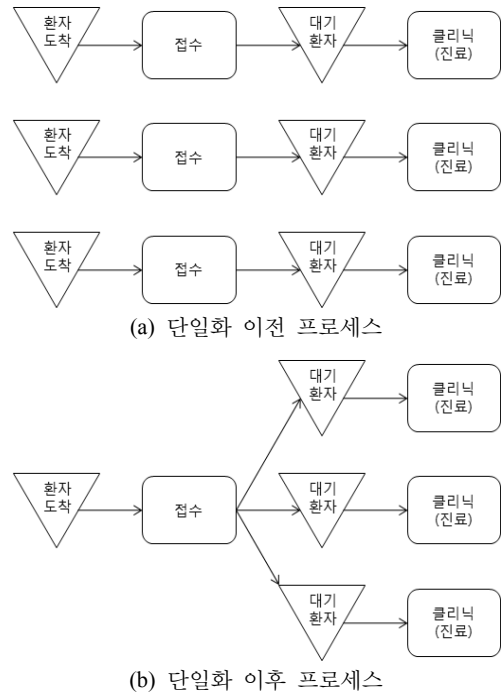 환자
도착
접수
대기
환자
클리닉
(진료)
환자
도착
접수
대기
환자
클리닉
(진료)
환자
도착
접수
대기
환자
클리닉
(진료)
(a) 단일화 이전 프로세스
대기
환자
클리닉
(진료)
환자
도착
접수
대기
환자
클리닉
(진료)
대기
환자
클리닉
(진료)
(b) 단일화 이후 프로세스